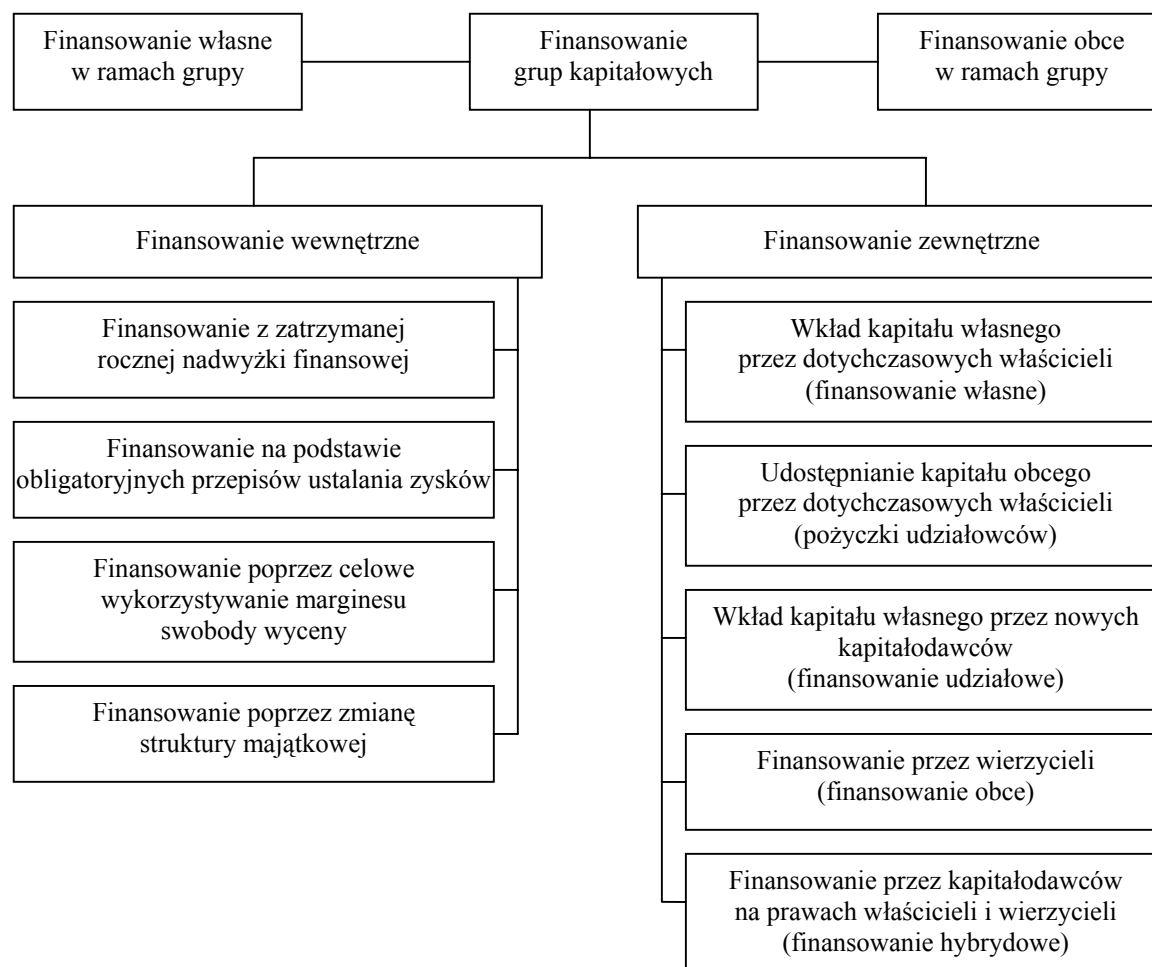 Finansowanie własne
w ramach grupy
Finansowanie
grup kapitałowych
Finansowanie obce
w ramach grupy
Finansowanie wewnętrzne
Finansowanie z zatrzymanej
rocznej nadwyżki finansowej
Finansowanie na podstawie
obligatoryjnych przepisów ustalania zysków
Finansowanie poprzez celowe
wykorzystywanie marginesu
swobody wyceny
Finansowanie poprzez zmianę
struktury majątkowej
Finansowanie zewnętrzne
Wkład kapitału własnego
przez dotychczasowych właścicieli
(finansowanie własne)
Udostępnianie kapitału obcego
przez dotychczasowych właścicieli
(pożyczki udziałowców)
Wkład kapitału własnego przez nowych
kapitałodawców
(finansowanie udziałowe)
Finansowanie przez wierzycieli
(finansowanie obce)
Finansowanie przez kapitałodawców
na prawach właścicieli i wierzycieli
(finansowanie hybrydowe)